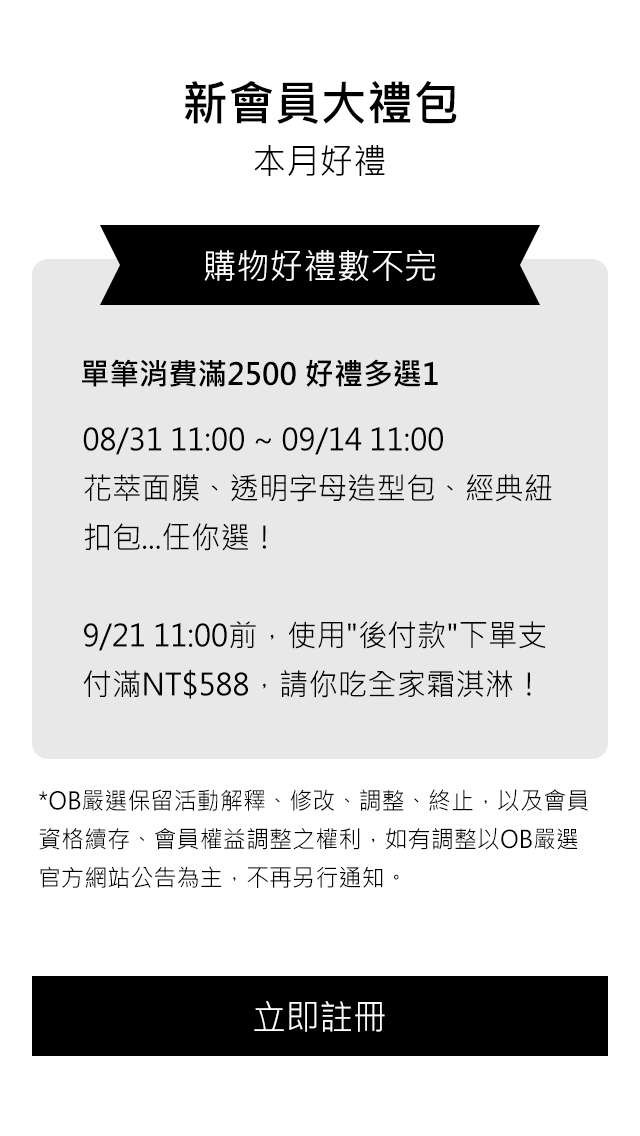 新會員大禮包
本月好禮
購物好禮數不完
單筆消費滿2500 好禮多選1
08/31 11:00 ~ 09/14 11:00
花萃面膜、透明字母造型包、經典紐
扣包...任你選！
9/21 11:00前，使用"後付款"下單支
付滿NT$588，請你吃全家霜淇淋！
*OB嚴選保留活動解釋、修改、調整、終止，以及會員
資格續存、會員權益調整之權利，如有調整以OB嚴選
官方網站公告為主，不再另行通知。
立即註冊